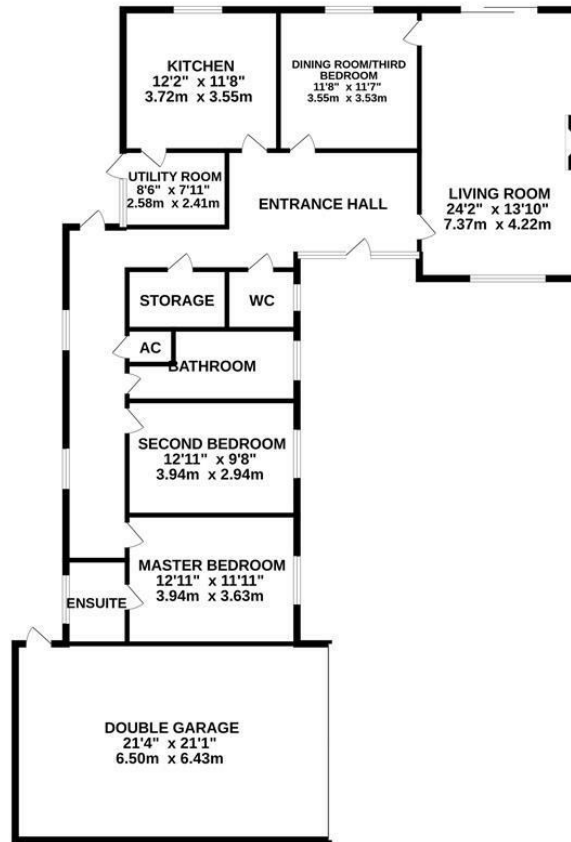 KITCHEN
12'2" x 11'8"
3.72m x 3.55m
DINING ROOM/THIRD
BEDROOM
11'8" x 11'7"
3.55m x 3.53m
UTILITY ROOM
8'6" x 7'11"
2.58m x 2.41m
ENTRANCE HALL
LIVING ROOM
24'2" x 13'10"
7.37m x 4.22m
STORAGE
WC
AC
BATHROOM
SECOND BEDROOM
12'11" x 9'8"
3.94m x 2.94m
MASTER BEDROOM
12'11" x 11'11"
3.94m x 3.63m
ENSUITE
DOUBLE GARAGE
21'4" x 21'1"
6.50m x 6.43m